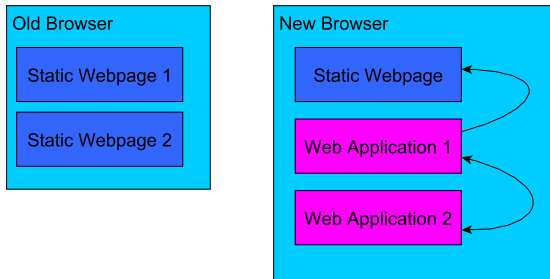 Old Browser
Static Webpage 1
Static Webpage 2
New Browser
Static Webpage
Web Application 1
Web Application 2